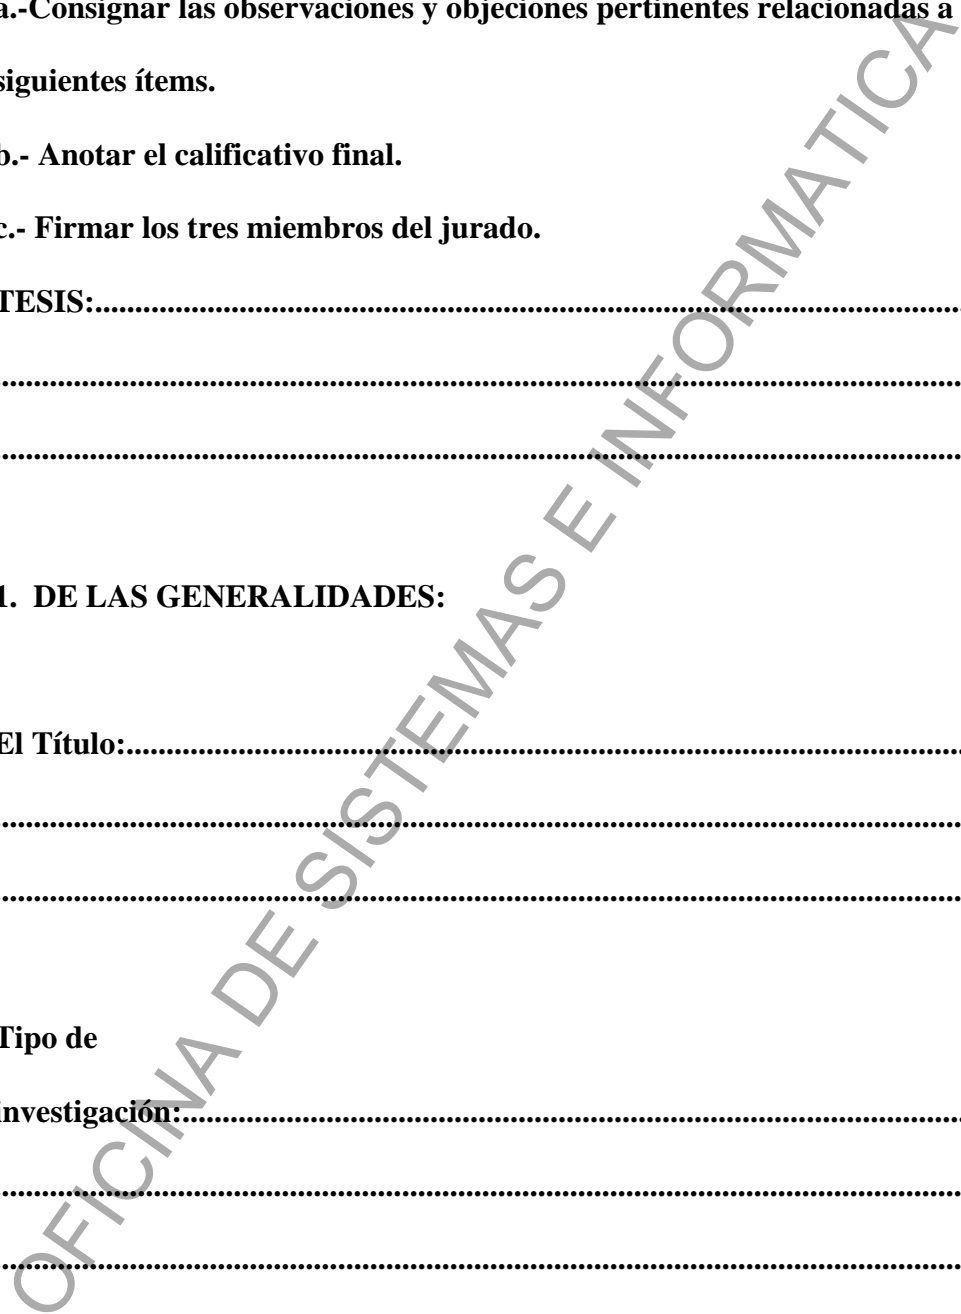 a.-Consignar las observaciones y objeciones pertinentes relacionadas a
siguientes ítems.
b.- Anotar el calificativo final.
c.- Firmar los tres miembros del jurado.
TESIS:..............................................................................................................
..............................................................................................................
..............................................................................................................
1. DE LAS GENERALIDADES:
El Título:..............................................................................................................
..............................................................................................................
..............................................................................................................
Tipo de
investigación:..............................................................................................................
..............................................................................................................
..............................................................................................................
OFICINA DE SISTEMAS E INFORMATICA